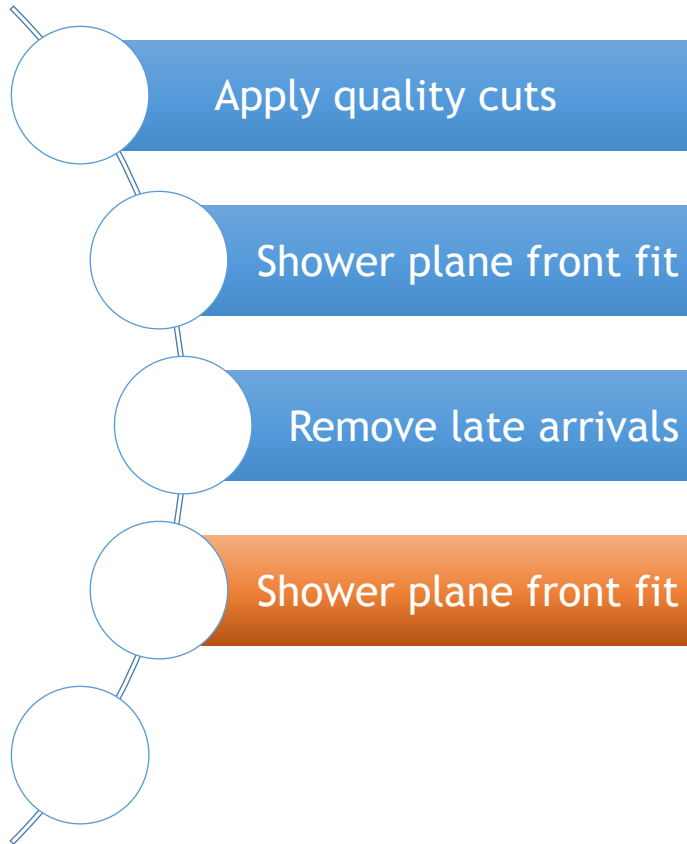 Apply quality cuts
Shower plane front fit
Remove late arrivals
Shower plane front fit